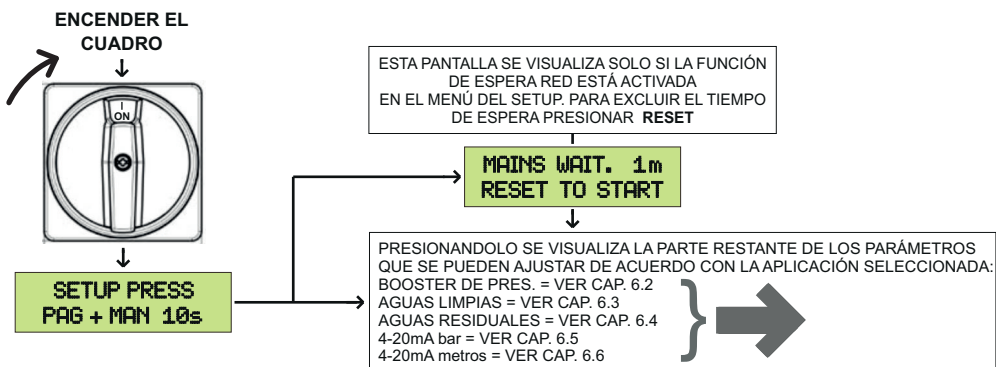 ENCENDER EL
CUADRO
I
ON
SETUP PRESS
PAG + MAN 10s
ESTA PANTALLA SE VISUALIZA SOLO SI LA FUNCIÓN
DE ESPERA RED ESTÁ ACTIVADA
EN EL MENÚ DEL SETUP. PARA EXCLUIR EL TIEMPO
DE ESPERA PRESIONAR RESET
MAINS WAIT. 1m
RESET TO START
PRESIONANDOLO SE VISUALIZA LA PARTE RESTANTE DE LOS PARÁMETROS
QUE SE PUEDEN AJUSTAR DE ACUERDO CON LA APLICACIÓN SELECCIONADA:
BOOSTER DE PRES. = VER CAP. 6.2
AGUAS LIMPIAS = VER CAP. 6.3
AGUAS RESIDUALES = VER CAP. 6.4
4-20mA bar = VER CAP. 6.5
4-20mA metros = VER CAP. 6.6